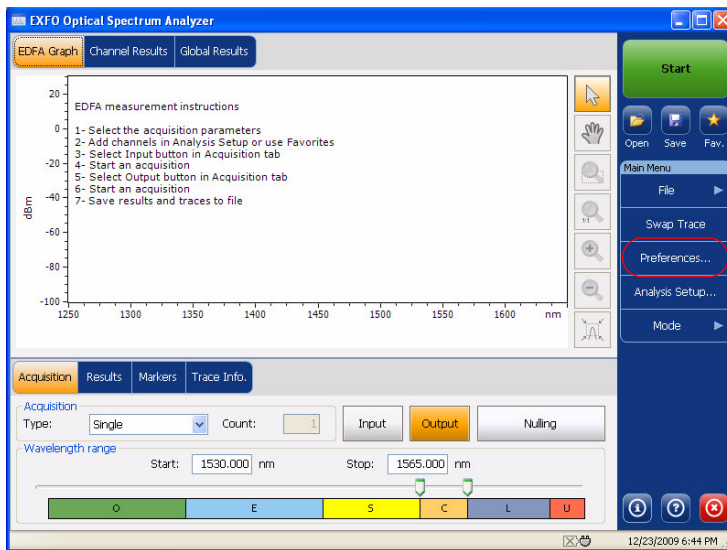 EXFO Optical Spectrum Analyzer
EDFA Graph Channel Results Global Results
20
0
-20
-40
-60
-80
-100
dBm
EDFA measurement instructions
1- Select the acquisition parameters
2- Add channels in Analysis Setup or use Favorites
3- Select Input button in Acquisition tab
4- Start an acquisition
5- Select Output button in Acquisition tab
6- Start an acquisition
7- Save results and traces to file
1250 1300 1350 1400 1450 1500 1550 1600 nm
1:1
Start
Open Save Fav.
Main Menu
File
Swap Trace
Preferences...
Analysis Setup...
Mode
Acquisition Results Markers Trace Info.
Acquisition
Type: Single Count: 1 Input Output Nulling
Wavelength range
Start: 1530.000 nm Stop: 1565.000 nm
O E S C L U
12/23/2009 6:44 PM